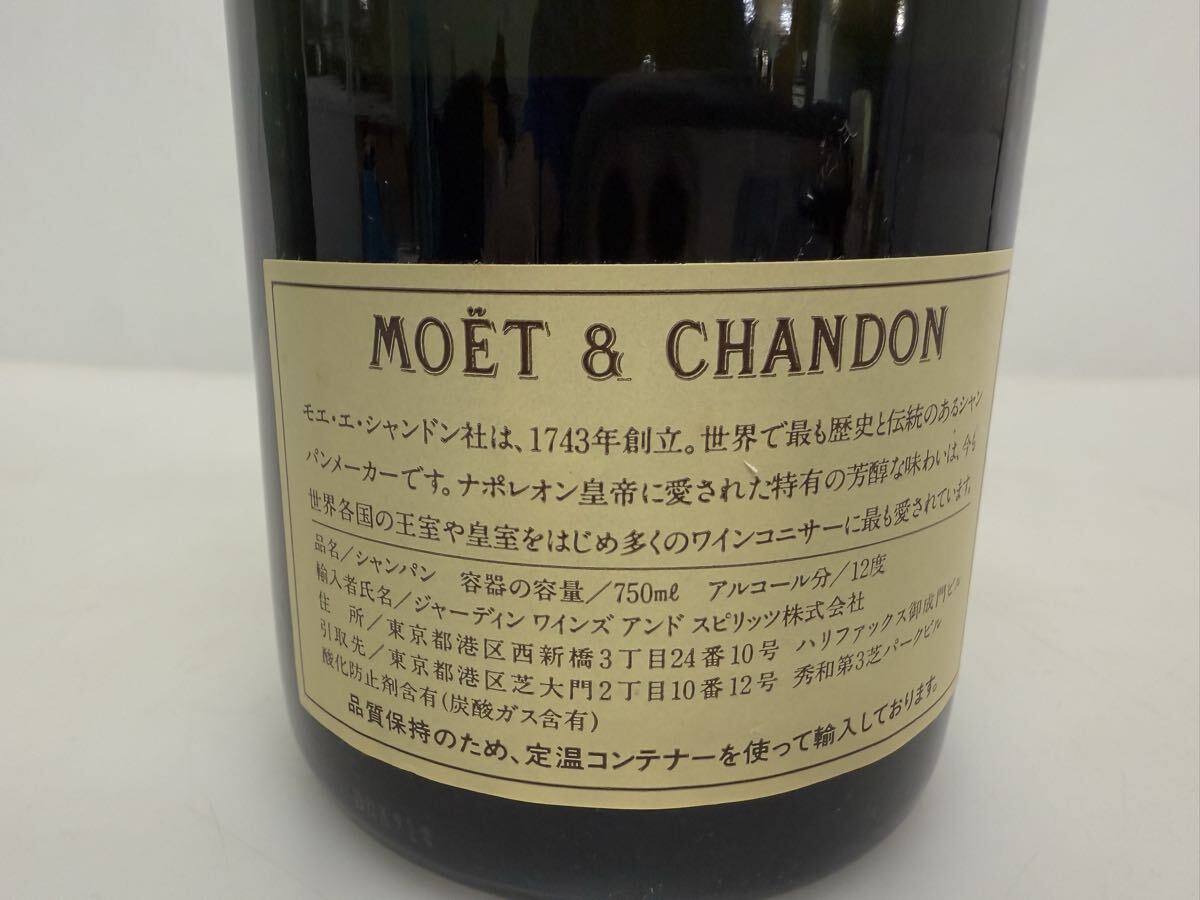 MOËT & CHANDON
モエ・エ・シャンドン社は、1743年創立。世界で最も歴史と伝統のあるシャン
パンメーカーです。ナポレオン皇帝に愛された特有の芳醇な味わいは、今も
世界各国の王室や皇室をはじめ多くのワインコニサーに最も愛されています。
品名/シャンパン 容器の容量/750ml アルコール分/12度
輸入者氏名/ジャーディン ワインズ アンド スピリッツ株式会社
住 所/東京都港区西新橋3丁目24番10号 ハリファックス御成門ビル
引取先/東京都港区芝大門2丁目10番12号 秀和第3芝パークビル
酸化防止剤含有(炭酸ガス含有)
品質保持のため、定温コンテナーを使って輸入しております。